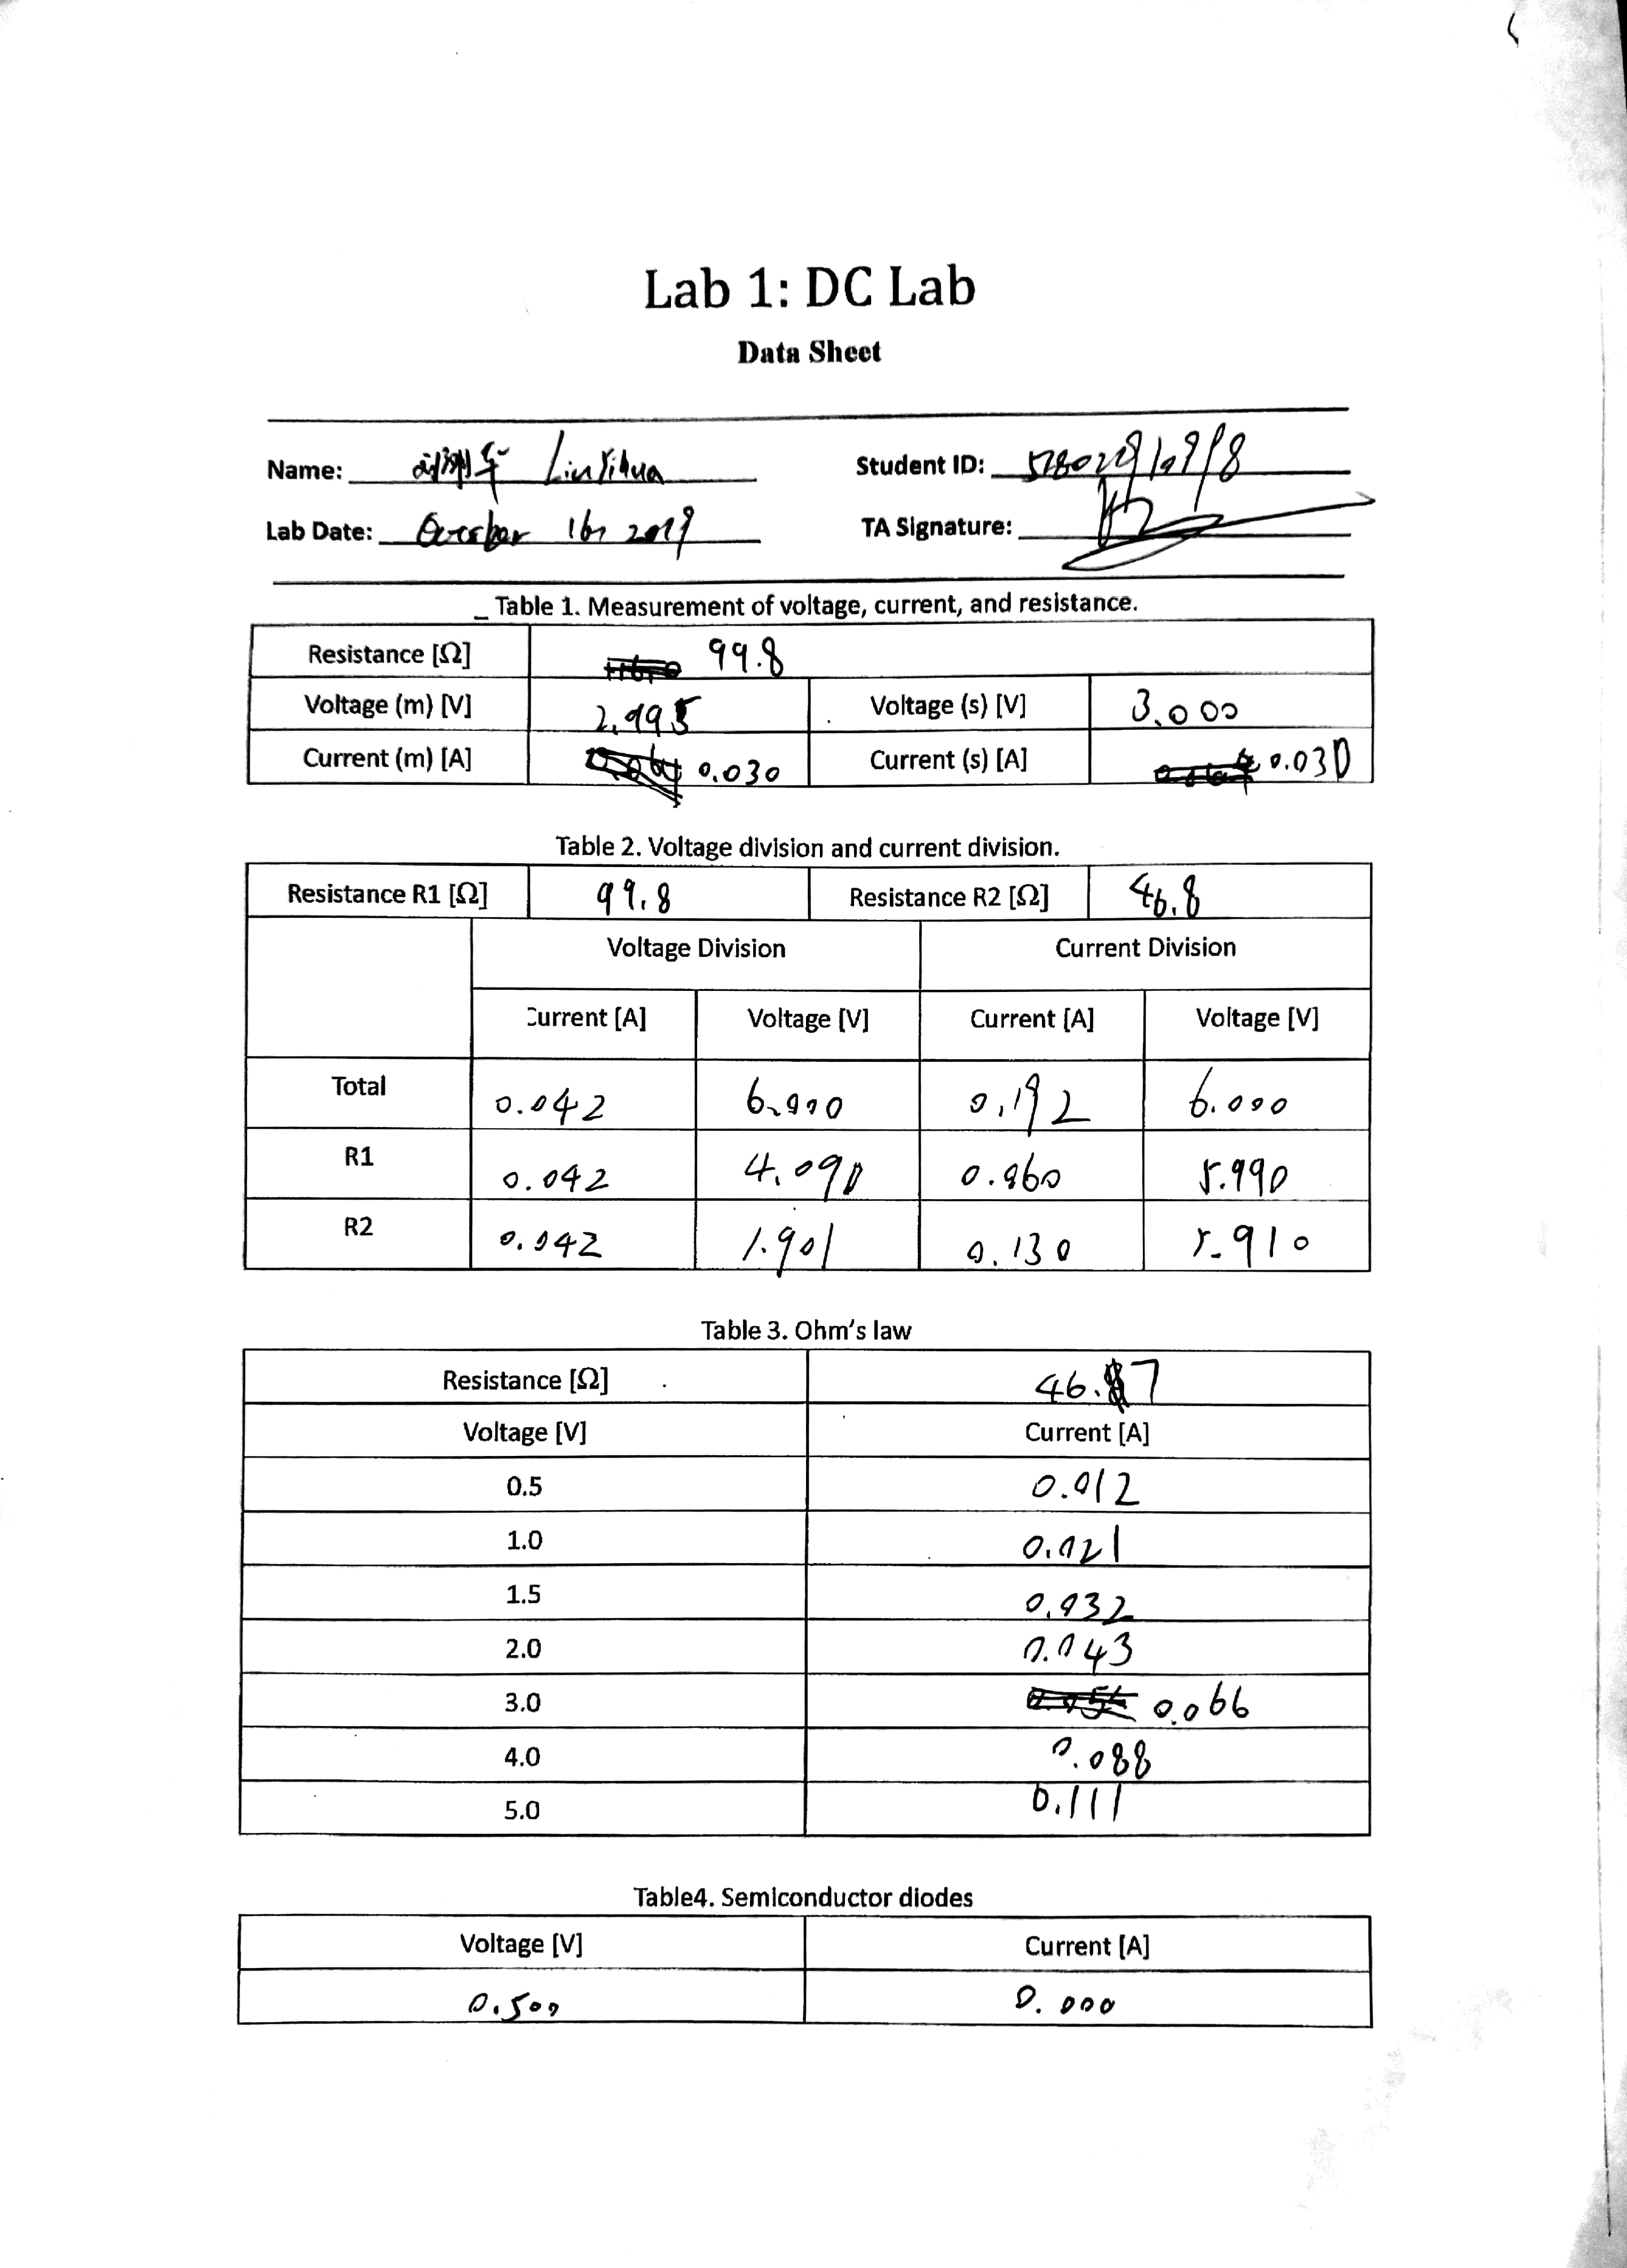 Lab 1: DC Lab
Data Sheet
Name: Liu Yihua Student ID:
Lab Date: October 16, 2019 TA Signature:
Table 1. Measurement of voltage, current, and resistance.
Resistance [Ω] 99.8
Voltage (m) [V] 2.995 Voltage (s) [V] 3.000
Current (m) [A] 0.030 Current (s) [A] 0.030
Table 2. Voltage division and current division.
Resistance R1 [Ω] 99.8 Resistance R2 [Ω] 46.8
Voltage Division Current Division
Current [A] Voltage [V] Current [A] Voltage [V]
Total 0.042 6.000 0.192 6.000
R1 0.042 4.090 0.060 5.990
R2 0.042 1.901 0.130 5.910
Table 3. Ohm's law
Resistance [Ω] 46.7
Voltage [V] Current [A]
0.5 0.012
1.0 0.021
1.5 0.032
2.0 0.043
3.0 0.066
4.0 0.088
5.0 0.111
Table4. Semiconductor diodes
Voltage [V] Current [A]
0.500 0.000